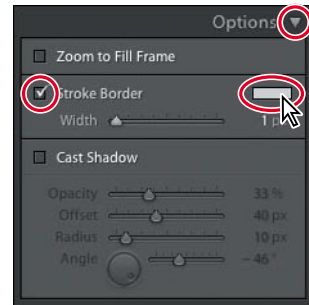 Options
Zoom to Fill Frame
Stroke Border
Width 1
Cast Shadow
Opacity 33 %
Offset 40 px
Radius 10 px
Angle - 46°